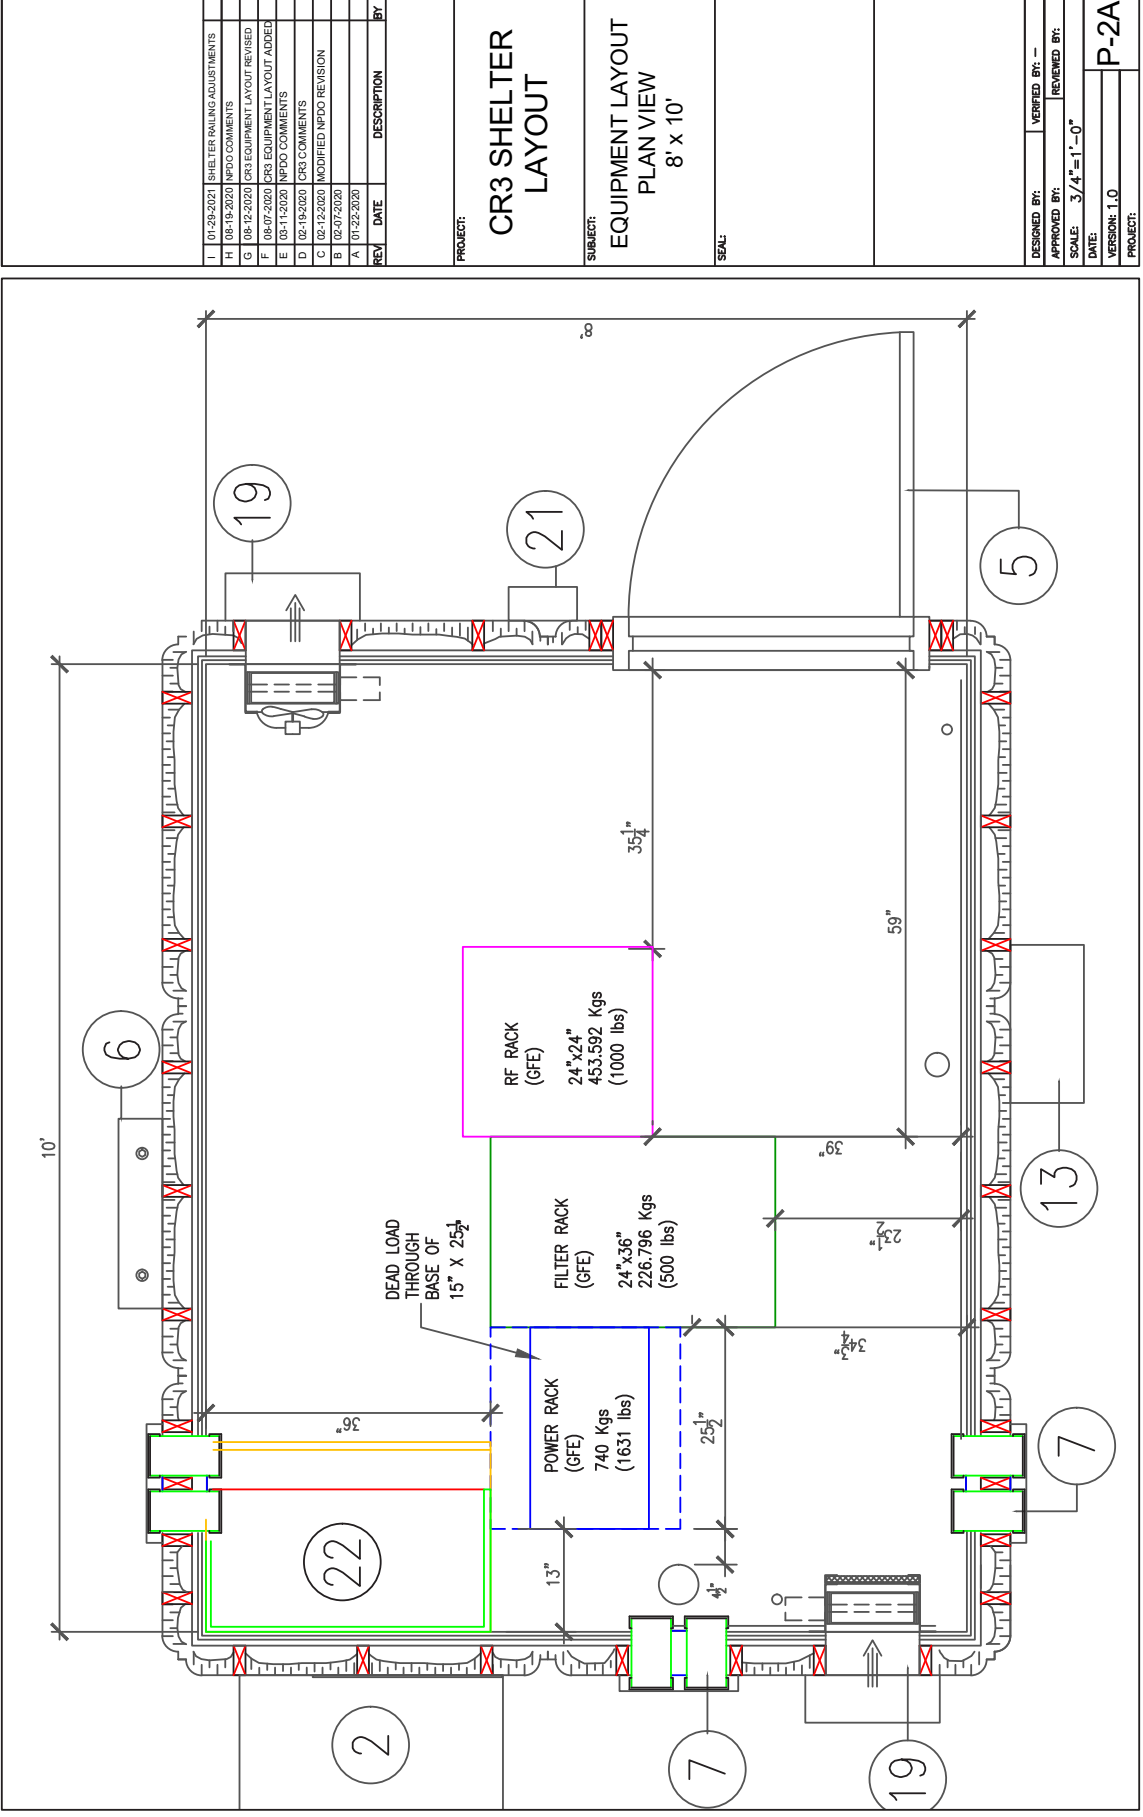 10'
6
2
22
36"
DEAD LOAD
THROUGH
BASE OF
15" X 25½"
POWER RACK
(GFE)
740 Kgs
(1631 lbs)
FILTER RACK
(GFE)
24"x36"
226.796 Kgs
(500 lbs)
RF RACK
(GFE)
24"x24"
453.592 Kgs
(1000 lbs)
35¼"
59"
39"
23½"
34¾"
25½"
13"
4½"
19
21
8'
5
13
7
7
19
I 01-29-2021 SHELTER RAILING ADJUSTMENTS
H 08-19-2020 NPDO COMMENTS
G 08-12-2020 CR3 EQUIPMENT LAYOUT REVISED
F 08-07-2020 CR3 EQUIPMENT LAYOUT ADDED
E 03-11-2020 NPDO COMMENTS
D 02-19-2020 CR3 COMMENTS
C 02-12-2020 MODIFIED NPDO REVISION
B 02-07-2020
A 01-22-2020
REV DATE DESCRIPTION BY
PROJECT:
CR3 SHELTER
LAYOUT
SUBJECT:
EQUIPMENT LAYOUT
PLAN VIEW
8' x 10'
SEAL:
DESIGNED BY: VERIFIED BY: —
APPROVED BY: REVIEWED BY:
SCALE: 3/4"=1'-0"
DATE:
VERSION: 1.0
PROJECT:
P-2A